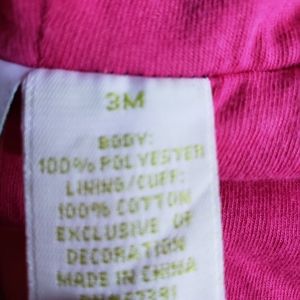 3M
BODY:
100% POLYESTER
LINING/CUFF:
100% COTTON
EXCLUSIVE OF
DECORATION
MADE IN CHINA